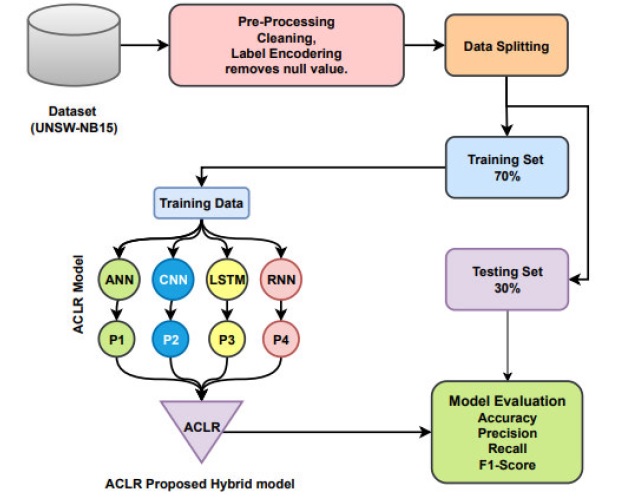 Pre-Processing
Cleaning,
Label Encodering
removes null value.
Data Splitting
Dataset
(UNSW-NB15)
Training Set
70%
Training Data
ACLR Model
ANN
CNN
LSTM
RNN
P1
P2
P3
P4
Testing Set
30%
ACLR
Model Evaluation
Accuracy
Precision
Recall
F1-Score
ACLR Proposed Hybrid model